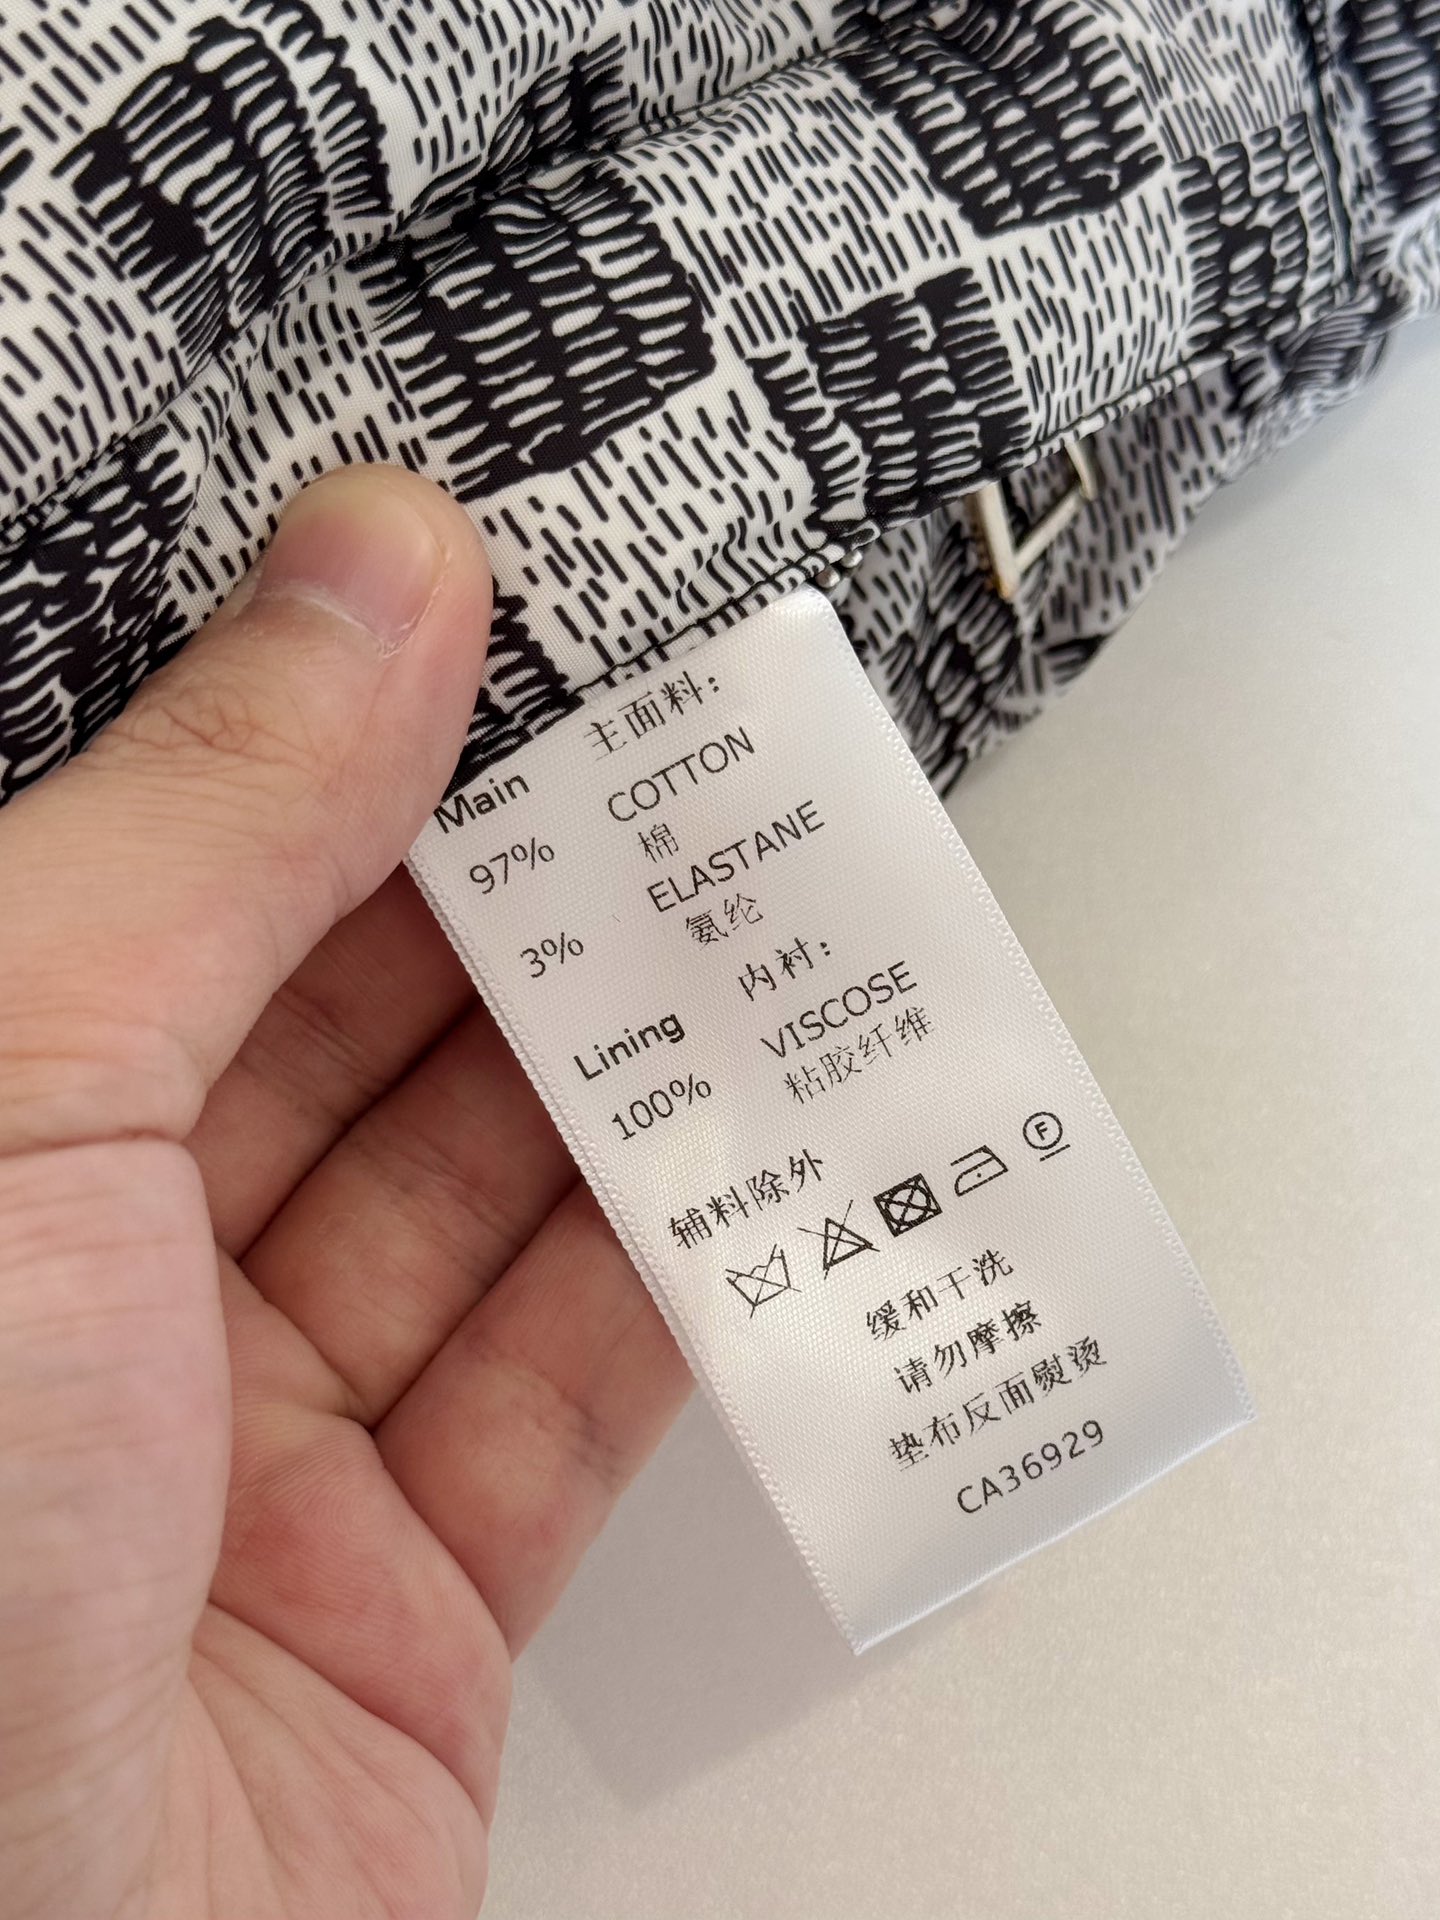 Main 主面料:
97% COTTON
棉
3% ELASTANE
氨纶
Lining 内衬:
100% VISCOSE
粘胶纤维
辅料除外
F
缓和干洗
请勿摩擦
垫布反面熨烫
CA36929